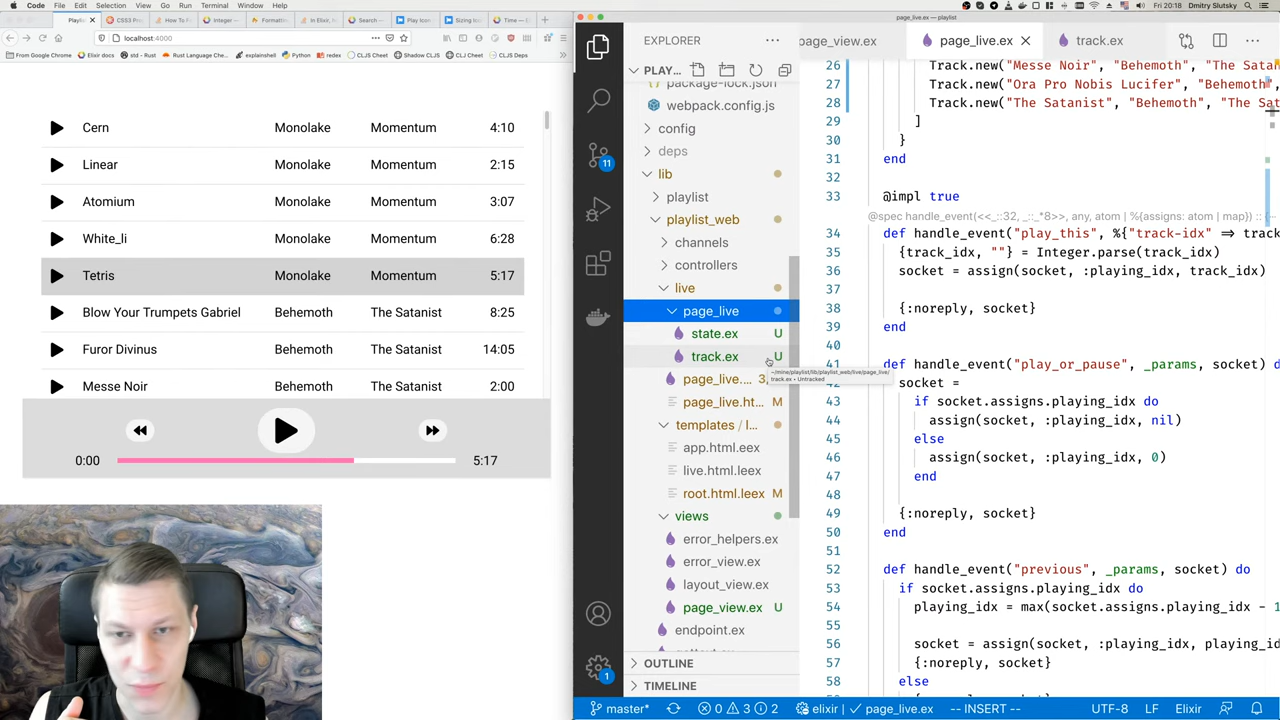 Code File Edit Selection View Go Run Terminal Window Help
Fri 20:18 Dmitry Slutsky
Playlis
CSS3 Prop
How To F
Integer —
Formattin
In Elixir, H
Search —
Play Icon
Sizing Ico
Time — E
localhost:4000
From Google Chrome
Elixir docs
std - Rust
Rust Language Che
explainshell
Python
redex
CLJS Cheet
Shadow CLJS
CLJ Cheet
CLJS Deps
Cern Monolake Momentum 4:10
Linear Monolake Momentum 2:15
Atomium Monolake Momentum 3:07
White_li Monolake Momentum 6:28
Tetris Monolake Momentum 5:17
Blow Your Trumpets Gabriel Behemoth The Satanist 8:25
Furor Divinus Behemoth The Satanist 14:05
Messe Noir Behemoth The Satanist 2:00
0:00 5:17
page_live.ex — playlist
EXPLORER
PLAY...
package-lock.json
webpack.config.js
config
deps
lib
playlist
playlist_web
channels
controllers
live
page_live
state.ex U
track.ex U
page_live.... 3,
page_live.ht... M
templates / l...
app.html.eex
live.html.leex
root.html.leex M
views
error_helpers.ex
error_view.ex
layout_view.ex
page_view.ex U
endpoint.ex
OUTLINE
TIMELINE
11
1
~/mine/playlist/lib/playlist_web/live/page_live/
track.ex • Untracked
page_view.ex page_live.ex track.ex
26 Track.new("Messe Noir", "Behemoth", "The Satan
27 Track.new("Ora Pro Nobis Lucifer", "Behemoth",
28 Track.new("The Satanist", "Behemoth", "The Sat
29 ]
30 }
31 end
32
33 @impl true
@spec handle_event(<<_::32, _::_*8>>, any, atom | %{assigns: atom | map}) ::
34 def handle_event("play_this", %{"track-idx" => track
35 {track_idx, ""} = Integer.parse(track_idx)
36 socket = assign(socket, :playing_idx, track_idx)
37
38 {:noreply, socket}
39 end
40
41 def handle_event("play_or_pause", _params, socket) d
42 socket =
43 if socket.assigns.playing_idx do
44 assign(socket, :playing_idx, nil)
45 else
46 assign(socket, :playing_idx, 0)
47 end
48
49 {:noreply, socket}
50 end
51
52 def handle_event("previous", _params, socket) do
53 if socket.assigns.playing_idx do
54 playing_idx = max(socket.assigns.playing_idx - 1
55
56 socket = assign(socket, :playing_idx, playing_id
57 {:noreply, socket}
58 else
master* 0 3 2 elixir page_live.ex -- INSERT -- UTF-8 LF Elixir